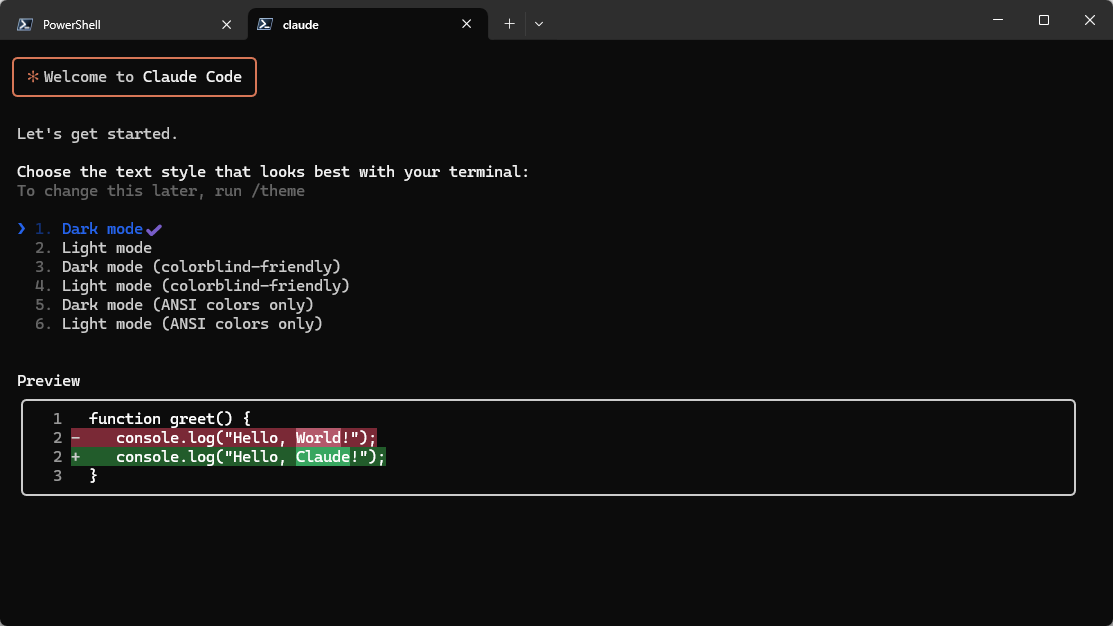 PowerShell
claude
✻ Welcome to Claude Code
Let's get started.
Choose the text style that looks best with your terminal:
To change this later, run /theme
❯ 1. Dark mode✔
2. Light mode
3. Dark mode (colorblind-friendly)
4. Light mode (colorblind-friendly)
5. Dark mode (ANSI colors only)
6. Light mode (ANSI colors only)
Preview
1 function greet() {
2 - console.log("Hello, World!");
2 + console.log("Hello, Claude!");
3 }